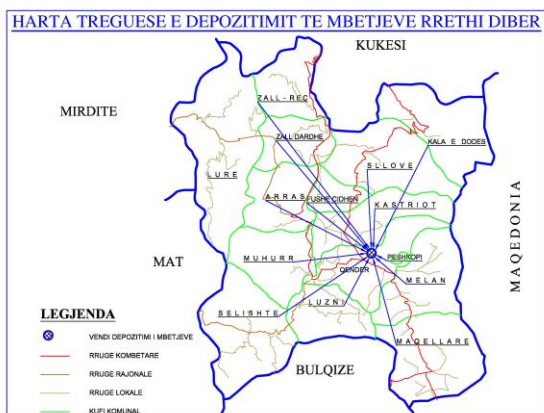 HARTA TREGUESE E DEPOZITIMIT TE MBETJEVE RRETHI DIBER
KUKESI
ZALL-REÇ
MIRDITE
ZALL DARDHE
KALA E DODES
LURE
SLLOVE
ARRAS
FUSHE CIDHEN
KASTRIOT
MAQEDONIA
MAT
MUHURR
PESHKOPI
QENDER
MELAN
LUZNI
SELISHTE
MAQELLARE
BULQIZE
LEGJENDA
VENDI DEPOZITIMI I MBETJEVE
RRUGE KOMBETARE
RRUGE RAJONALE
RRUGE LOKALE
KUFI KOMUNAL